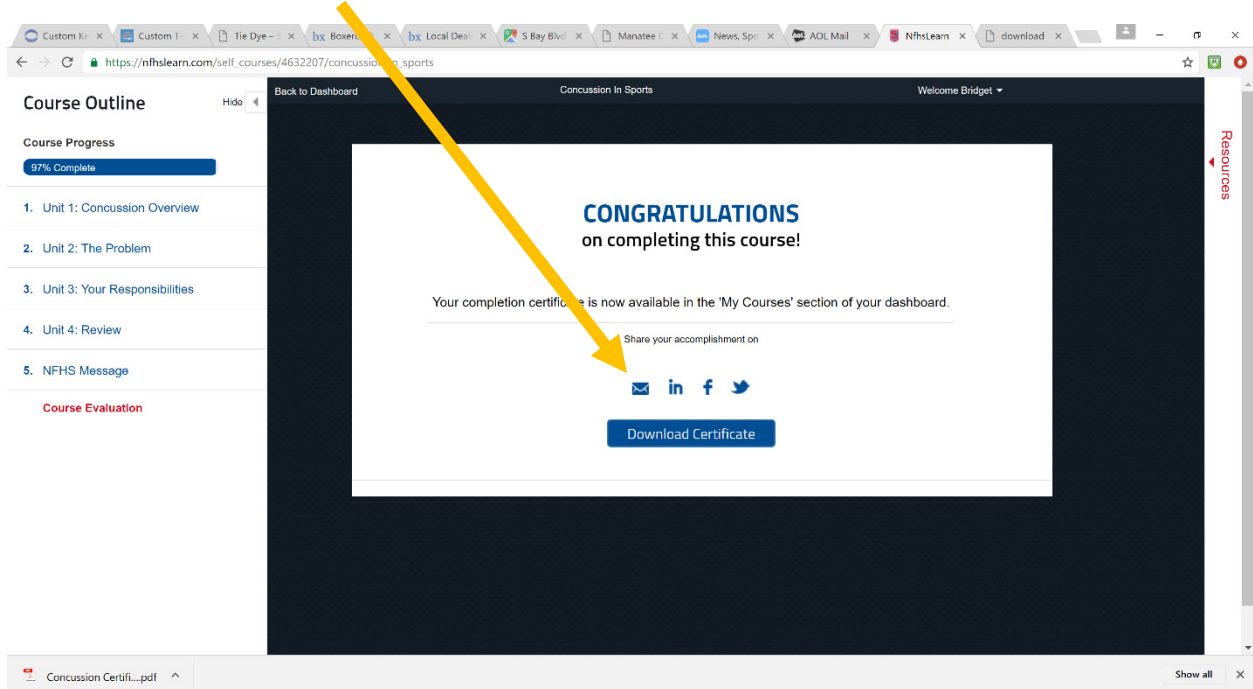 Custom Ke
Custom T-
Tie Dye – S
bx Local Deal
S Bay Blvd
Manatee C
News, Spo
AOL Mail
NfhsLearn
download
https://nfhslearn.com/self_courses/4632207/concussion_in_sports
Course Outline
Hide
Back to Dashboard
Concussion In Sports
Welcome Bridget
Resources
Course Progress
97% Complete
1. Unit 1: Concussion Overview
2. Unit 2: The Problem
3. Unit 3: Your Responsibilities
4. Unit 4: Review
5. NFHS Message
Course Evaluation
CONGRATULATIONS
on completing this course!
Your completion certificate is now available in the 'My Courses' section of your dashboard.
Share your accomplishment on
Download Certificate
Concussion Certifi....pdf
Show all